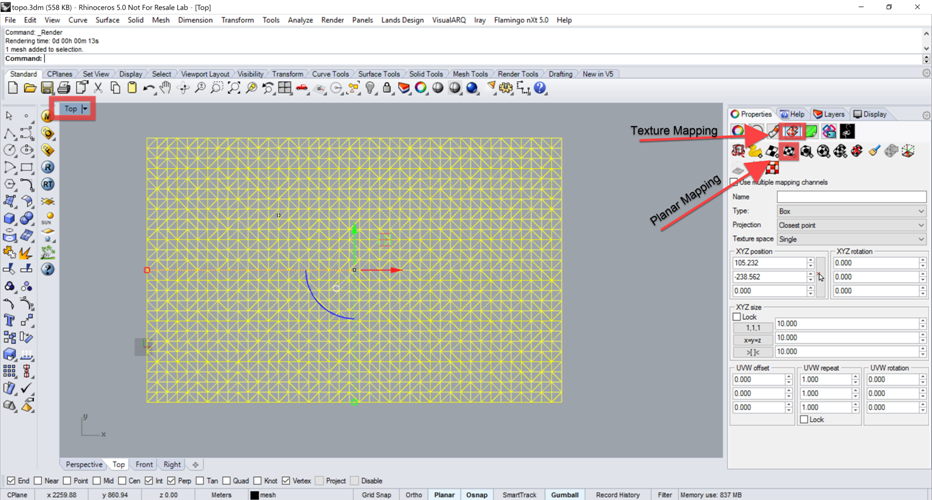 topo.3dm (558 KB) - Rhinoceros 5.0 Not For Resale Lab - [Top]
File Edit View Curve Surface Solid Mesh Dimension Transform Tools Analyze Render Panels Lands Design VisualARQ Iray Flamingo nXt 5.0 Help
Command: _Render
Rendering time: 0d 00h 00m 13s
1 mesh added to selection.
Command:
Standard CPlanes Set View Display Select Viewport Layout Visibility Transform Curve Tools Surface Tools Solid Tools Mesh Tools Render Tools Drafting New in V5
Top
Properties Help Layers Display
Texture Mapping
Planar Mapping
R
RT
SUN
Use multiple mapping channels
Name
Type: Box
Projection Closest point
Texture space Single
XYZ position XYZ rotation
105.232 0.000
-238.562 0.000
0.000 0.000
XYZ size
Lock
1,1,1 10.000
x=y=z 10.000
>[ ]< 10.000
UVW offset UVW repeat UVW rotation
0.000 1.000 0.000
0.000 1.000 0.000
0.000 1.000 0.000
Lock
y
x
Perspective Top Front Right
End Near Point Mid Cen Int Perp Tan Quad Knot Vertex Project Disable
CPlane x 2259.88 y 860.94 z 0.00 Meters mesh Grid Snap Ortho Planar Osnap SmartTrack Gumball Record History Filter Memory use: 837 MB